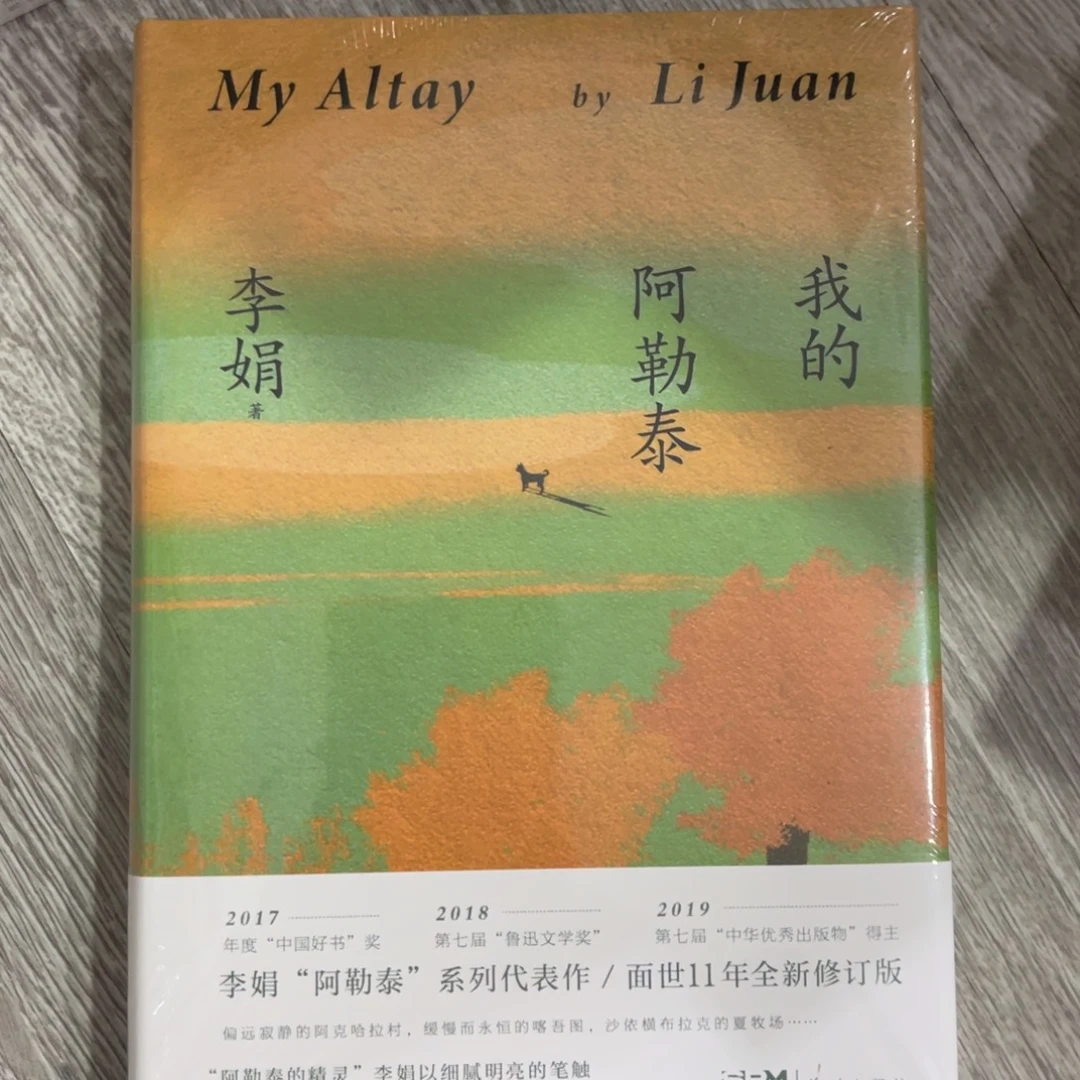 My Altay by Li Juan
我的
阿勒泰
李娟
著
2017
年度“中国好书”奖
2018
第七届“鲁迅文学奖”
2019
第七届“中华优秀出版物”得主
李娟“阿勒泰”系列代表作 / 面世11年全新修订版
偏远寂静的阿克哈拉村，缓慢而永恒的喀吾图，沙依横布拉克的夏牧场……
“阿勒泰的精灵”李娟以细腻明亮的笔触